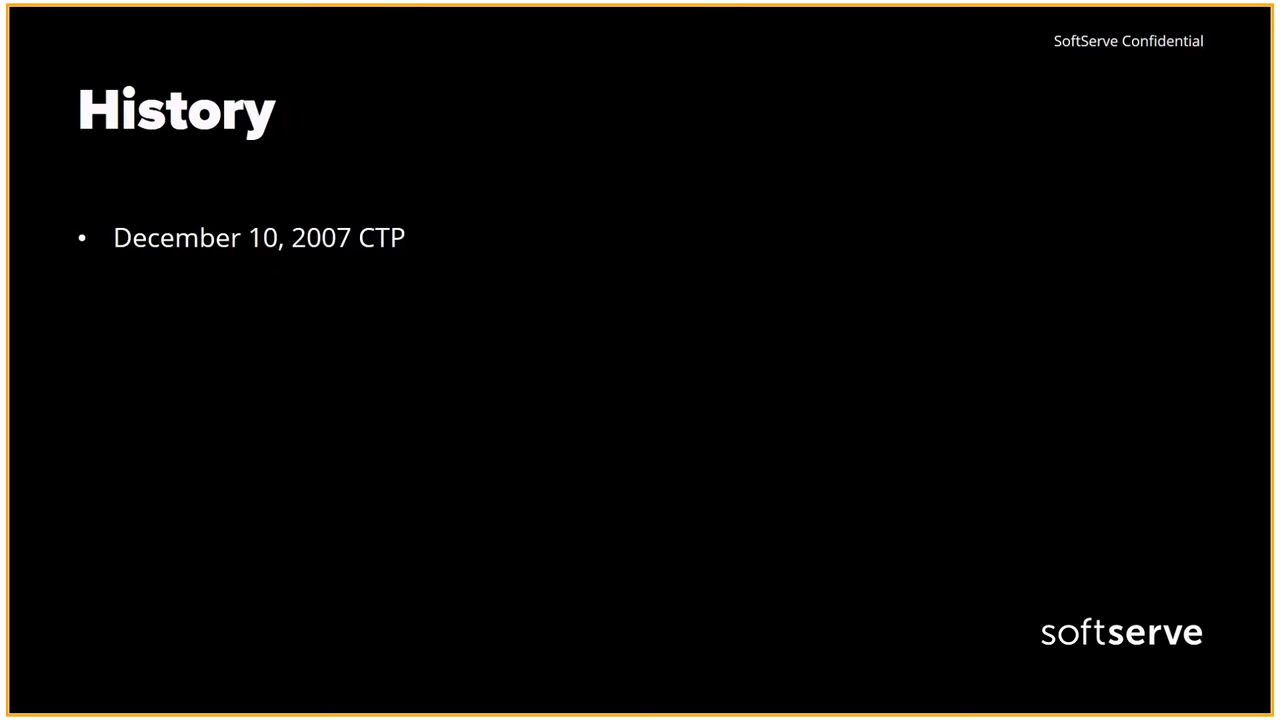 SoftServe Confidential
History
• December 10, 2007 CTP
softserve